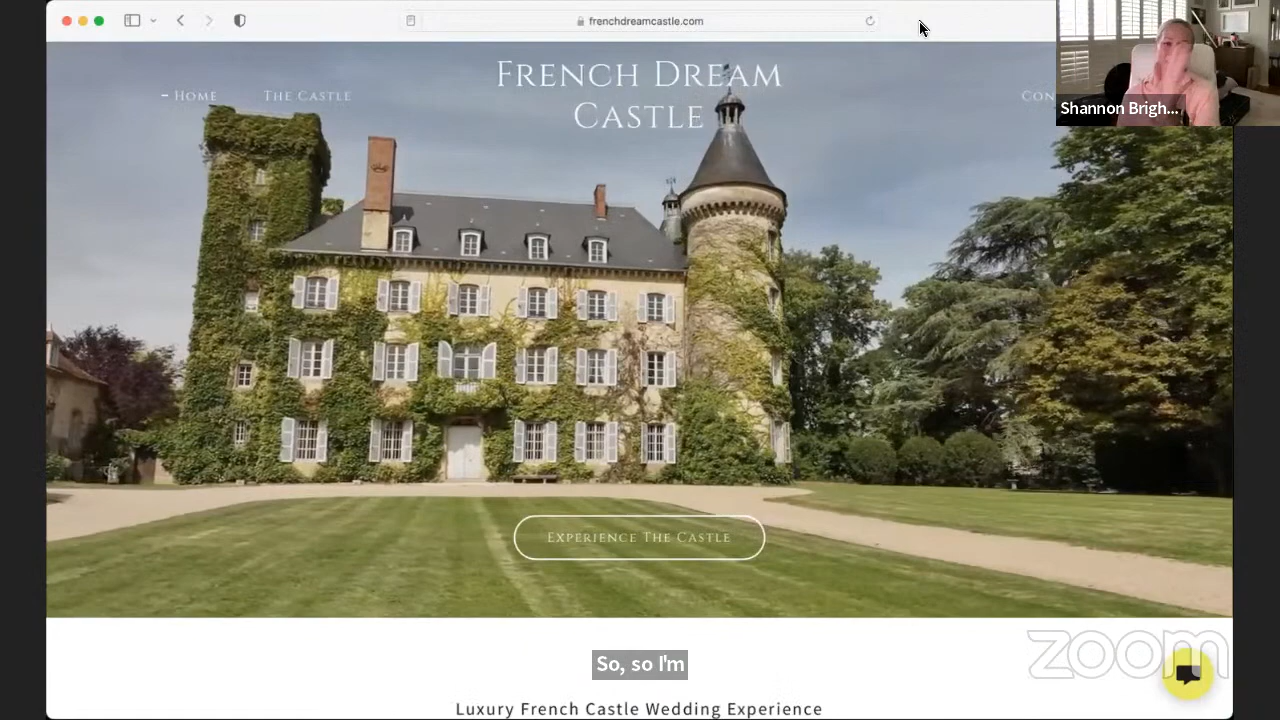 frenchdreamcastle.com
French Dream
Castle
Home
The Castle
Con
Shannon Brigh...
Experience The Castle
So, so I'm
zoom
Luxury French Castle Wedding Experience